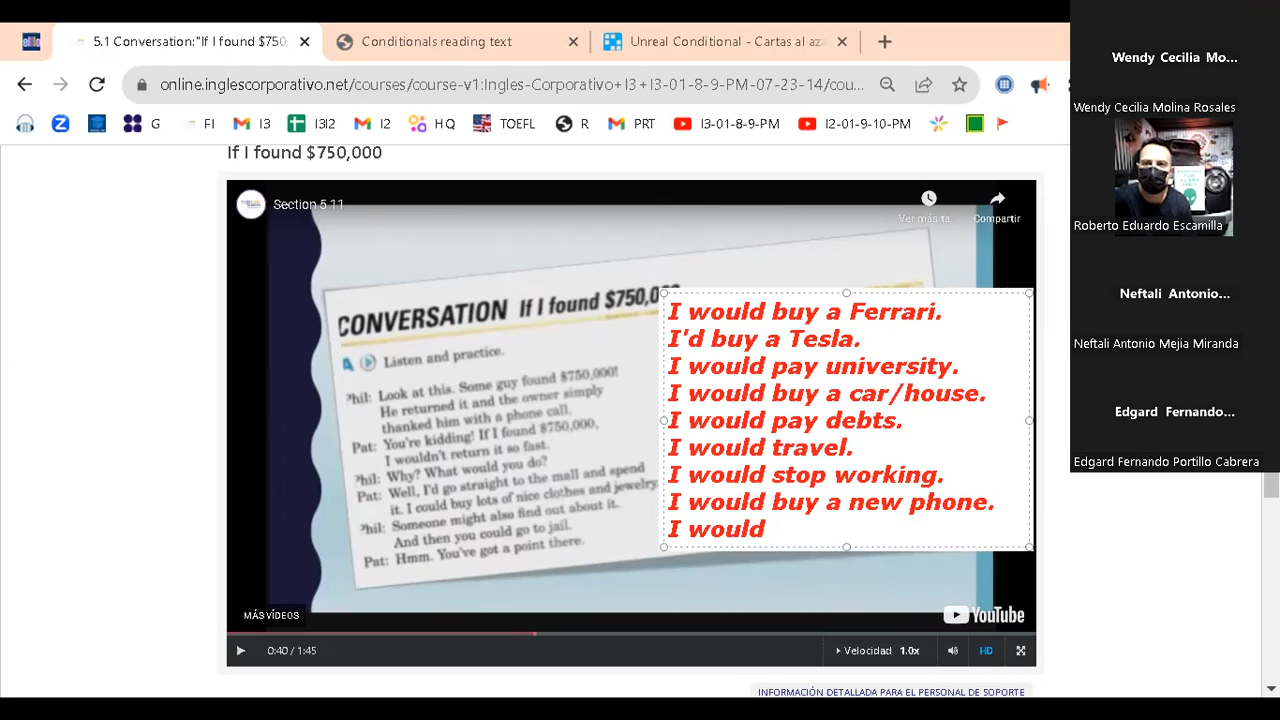 5.1 Conversation:"If I found $750,
Conditionals reading text
Unreal Conditional - Cartas al aza
online.inglescorporativo.net/courses/course-v1:Ingles-Corporativo+I3+I3-01-8-9-PM-07-23-14/cou...
G
FI
I3
I3I2
I2
HQ
TOEFL
R
PRT
I3-01-8-9-PM
I2-01-9-10-PM
If I found $750,000
Section 5 11
Ver más ta...
Compartir
CONVERSATION If I found $750,00
A Listen and practice.
Phil: Look at this. Some guy found $750,000!
He returned it and the owner simply
thanked him with a phone call.
Pat: You're kidding! If I found $750,000,
I wouldn't return it so fast.
Phil: Why? What would you do?
Pat: Well, I'd go straight to the mall and spend
it. I could buy lots of nice clothes and jewelry.
Phil: Someone might also find out about it.
And then you could go to jail.
Pat: Hmm. You've got a point there.
I would buy a Ferrari.
I'd buy a Tesla.
I would pay university.
I would buy a car/house.
I would pay debts.
I would travel.
I would stop working.
I would buy a new phone.
I would
MÁS VÍDEOS
YouTube
0:40 / 1:45
Velocidad 1.0x
HD
INFORMACIÓN DETALLADA PARA EL PERSONAL DE SOPORTE
Wendy Cecilia Mo...
Wendy Cecilia Molina Rosales
Roberto Eduardo Escamilla
Neftali Antonio...
Neftali Antonio Mejia Miranda
Edgard Fernando...
Edgard Fernando Portillo Cabrera